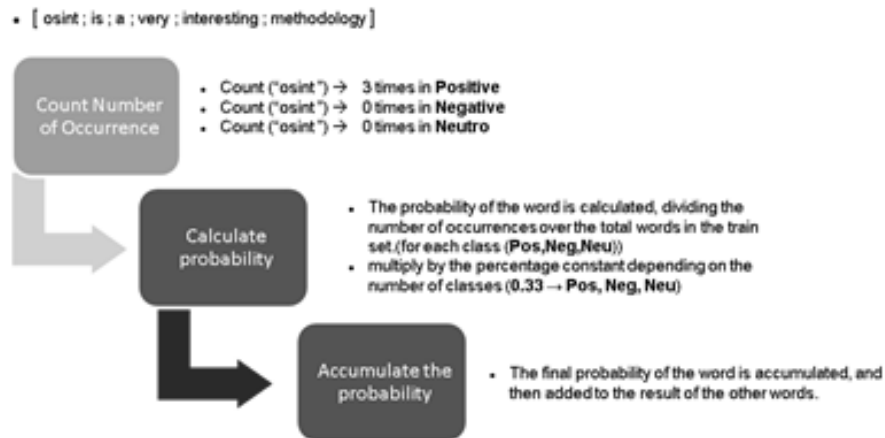 • [ osint ; is ; a ; very ; interesting ; methodology ]
Count Number
of Occurrence
• Count ("osint") → 3 times in Positive
• Count ("osint") → 0 times in Negative
• Count ("osint") → 0 times in Neutro
Calculate
probability
• The probability of the word is calculated, dividing the
number of occurrences over the total words in the train
set.(for each class (Pos,Neg,Neu))
• multiply by the percentage constant depending on the
number of classes (0.33 → Pos, Neg, Neu)
Accumulate the
probability
• The final probability of the word is accumulated, and
then added to the result of the other words.